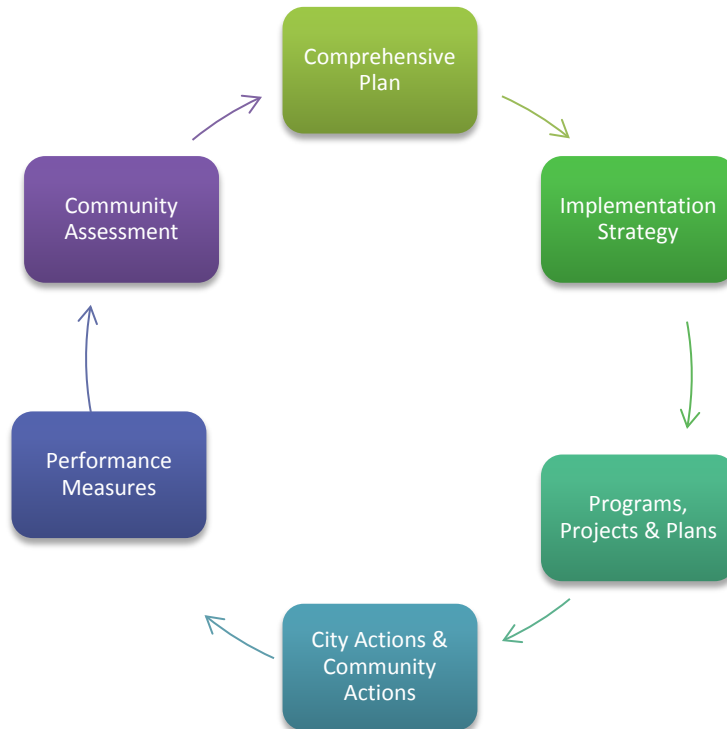 Comprehensive
Plan
Implementation
Strategy
Programs,
Projects & Plans
City Actions &
Community
Actions
Performance
Measures
Community
Assessment